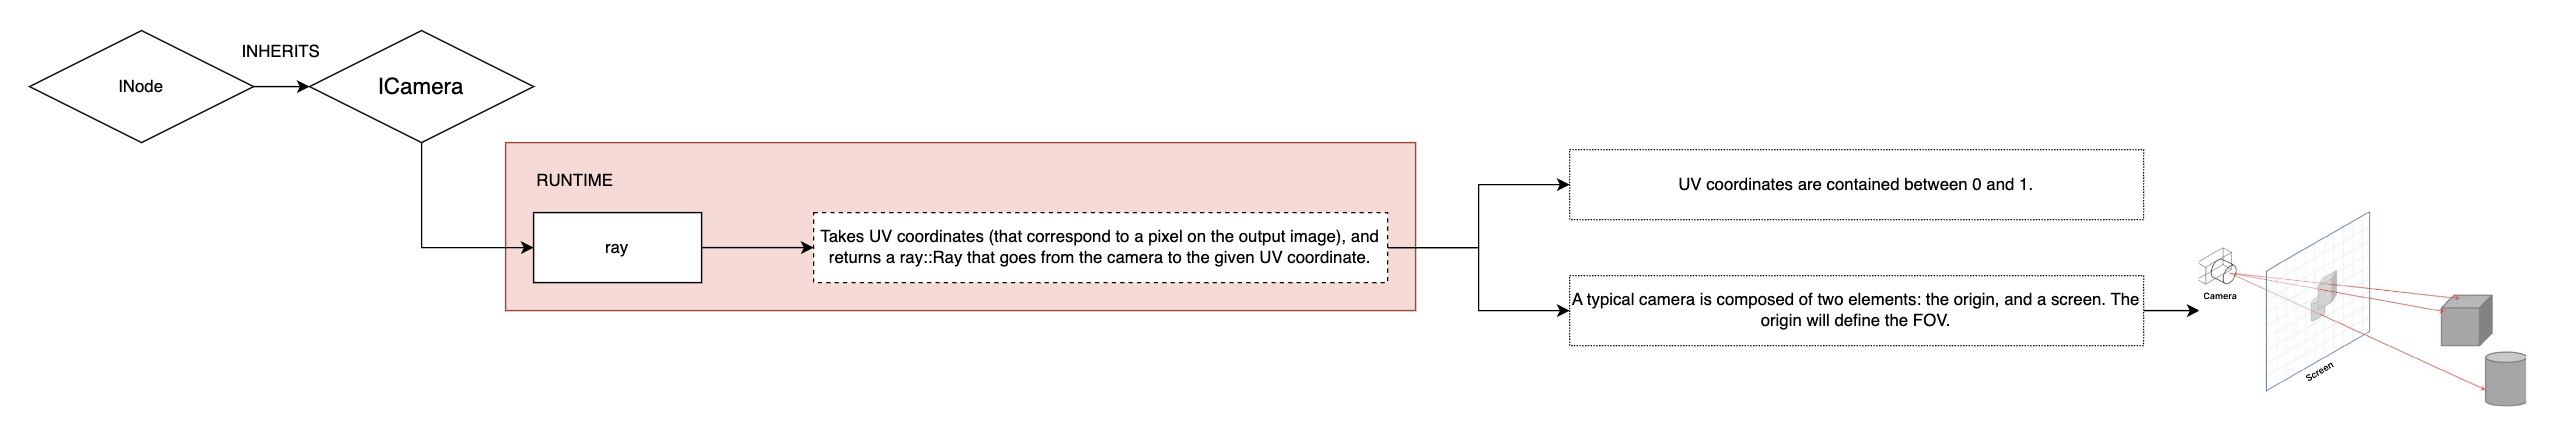 INode
INHERITS
ICamera
RUNTIME
ray
Takes UV coordinates (that correspond to a pixel on the output image), and
returns a ray::Ray that goes from the camera to the given UV coordinate.
UV coordinates are contained between 0 and 1.
A typical camera is composed of two elements: the origin, and a screen. The
origin will define the FOV.
Camera
Screen